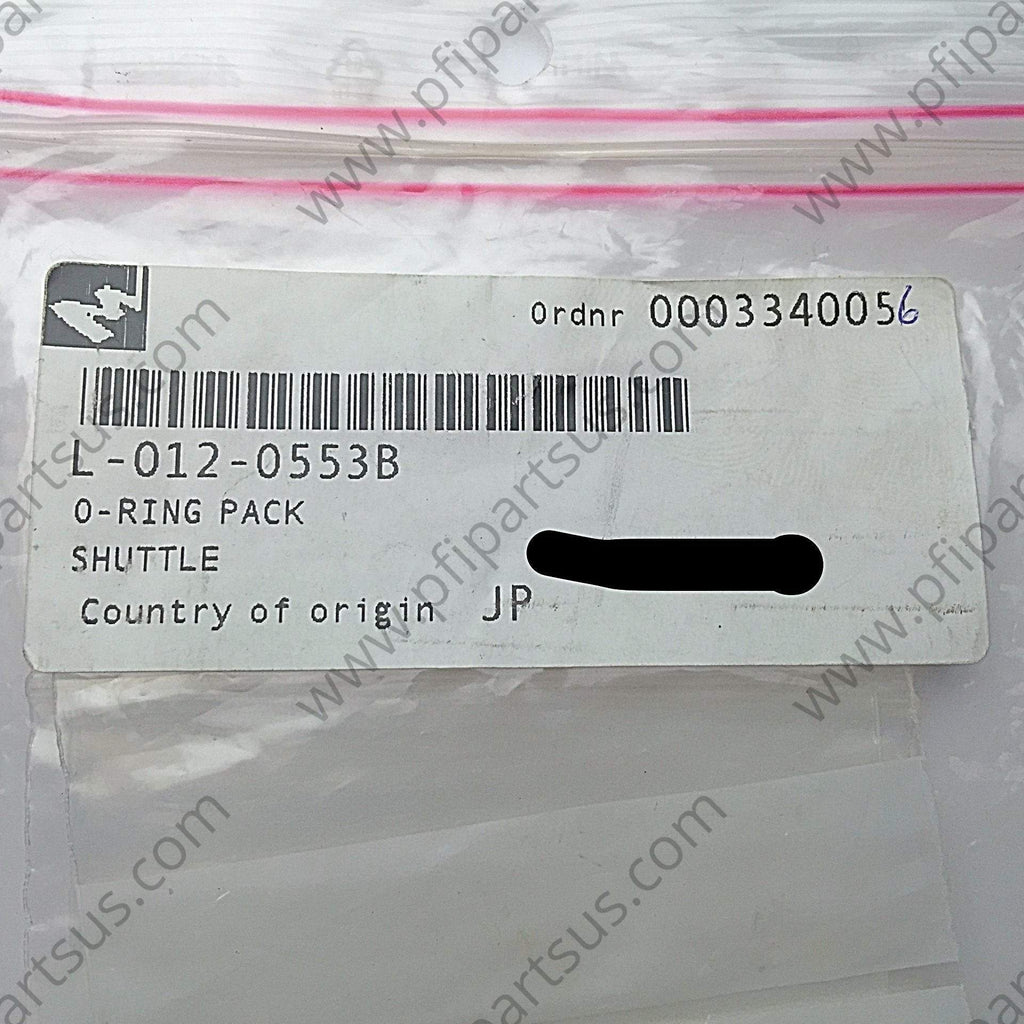 Ordnr 0003340056
L-012-0553B
O-RING PACK
SHUTTLE
Country of origin JP
www.pfipartsus.com